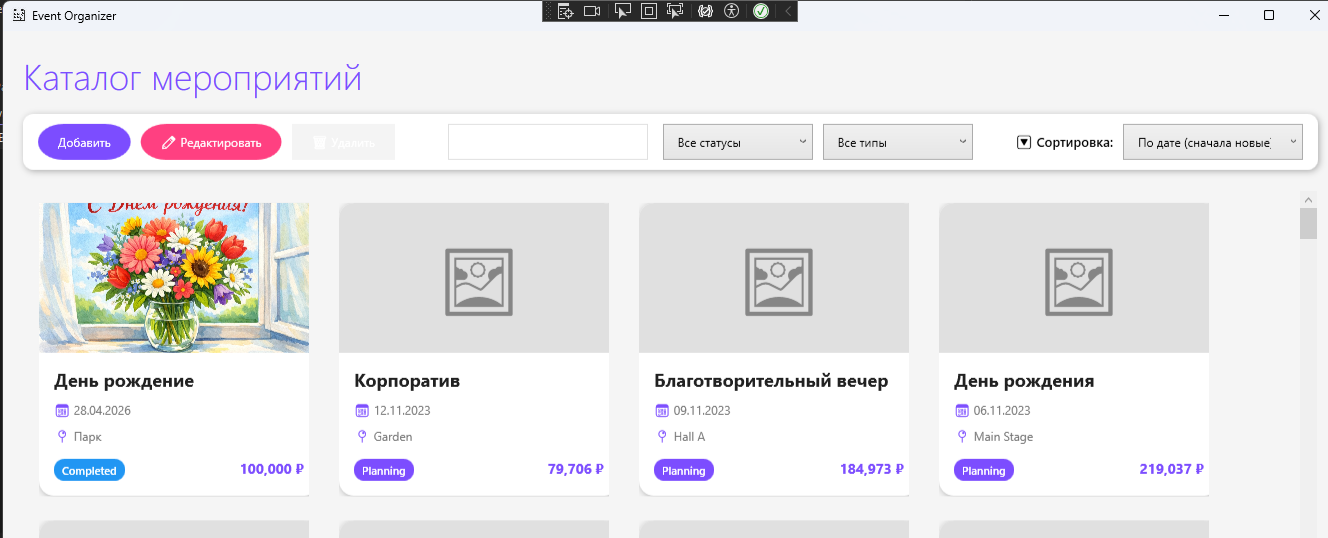 Event Organizer
Каталог мероприятий
Добавить
Редактировать
Удалить
Все статусы
Все типы
Сортировка:
По дате (сначала новые)
С Днем рождения!
День рождение
28.04.2026
Парк
Completed
100,000 ₽
Корпоратив
12.11.2023
Garden
Planning
79,706 ₽
Благотворительный вечер
09.11.2023
Hall A
Planning
184,973 ₽
День рождения
06.11.2023
Main Stage
Planning
219,037 ₽